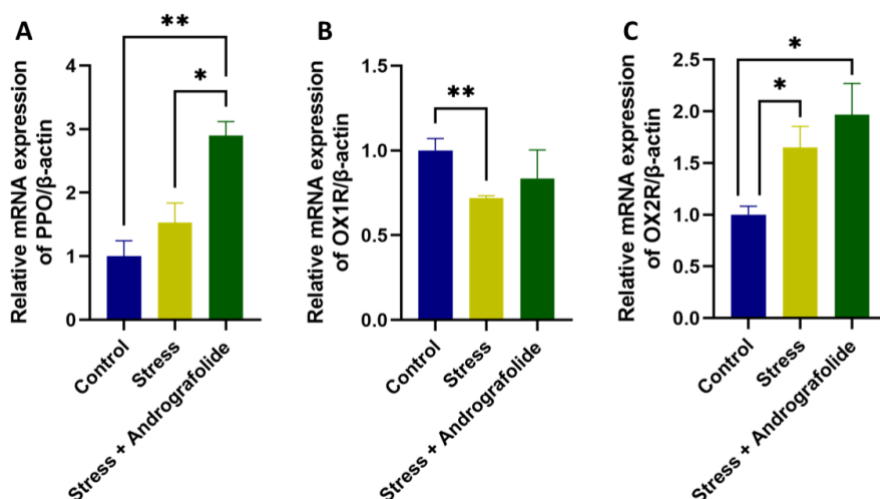 A
Relative mRNA expression
of PPO/β-actin
4
3
2
1
0
**
*
Control
Stress
Stress + Andrografolide
B
Relative mRNA expression
of OX1R/β-actin
1.5
1.0
0.5
0.0
**
Control
Stress
Stress + Andrografolide
C
Relative mRNA expression
of OX2R/β-actin
2.5
2.0
1.5
1.0
0.5
0.0
*
*
Control
Stress
Stress + Andrografolide